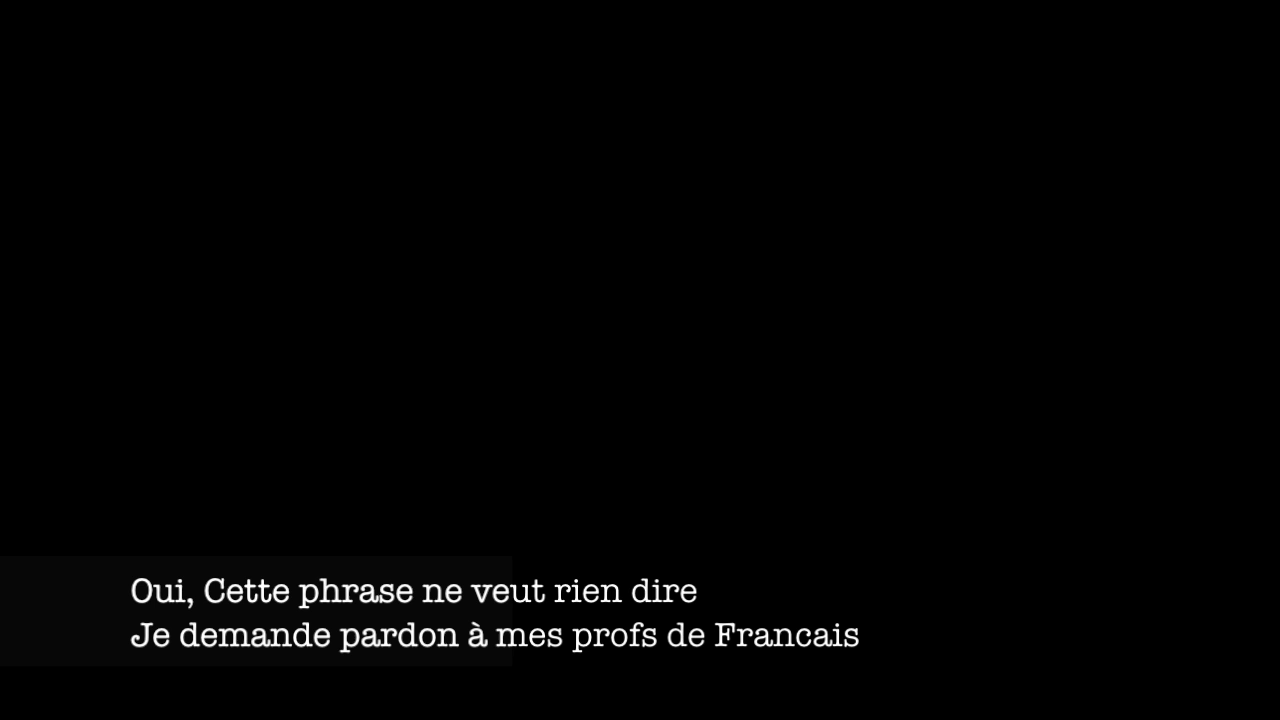 Oui, Cette phrase ne veut rien dire
Je demande pardon à mes profs de Francais